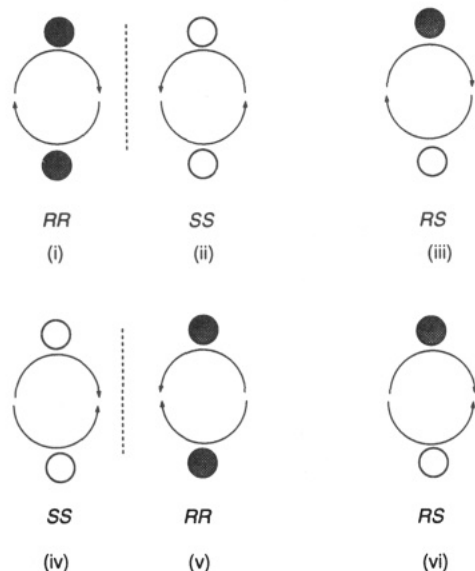 RR SS RS
(i) (ii) (iii)
SS RR RS
(iv) (v) (vi)